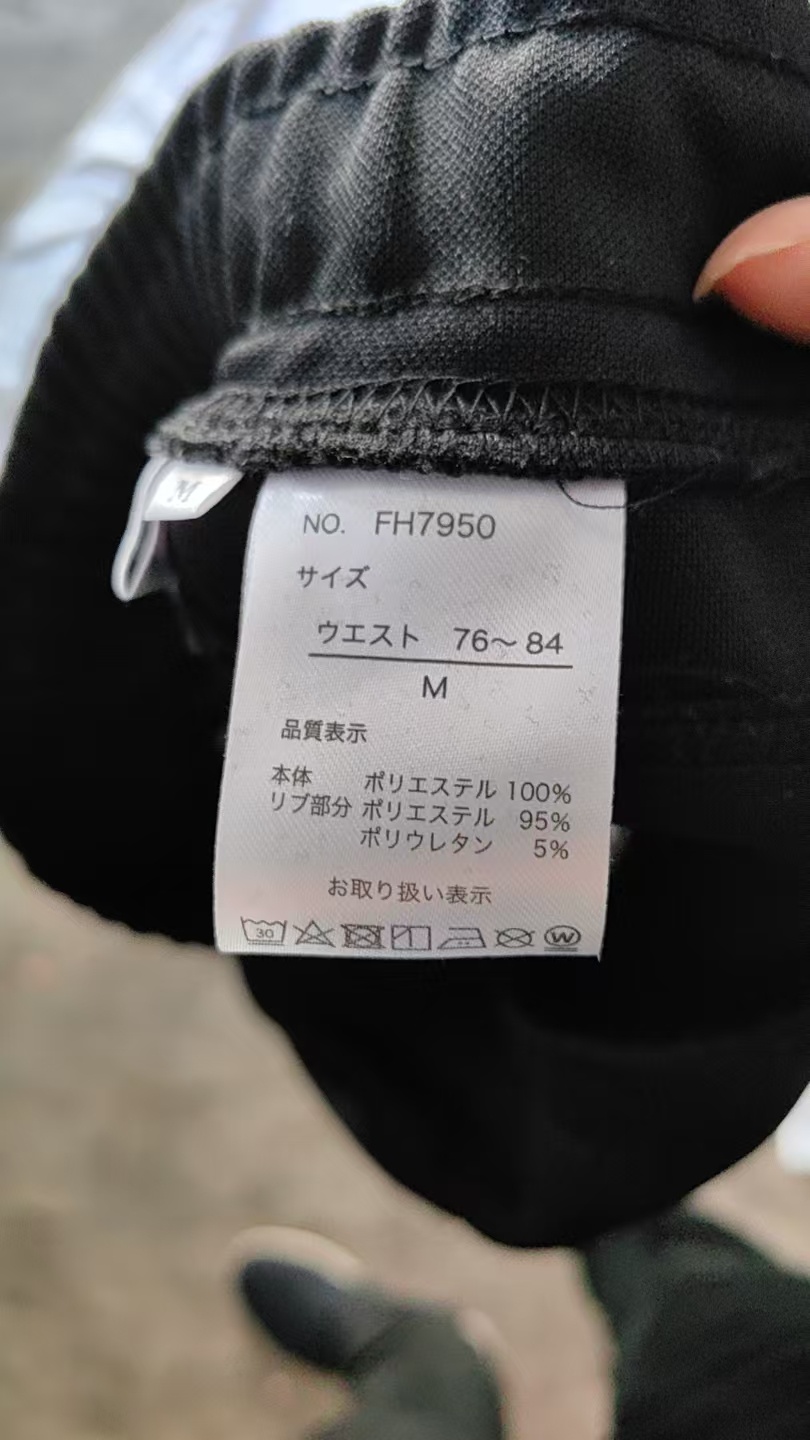 M
NO. FH7950
サイズ
ウエスト 76～84
M
品質表示
本体 ポリエステル 100%
リブ部分 ポリエステル 95%
ポリウレタン 5%
お取り扱い表示
30 W